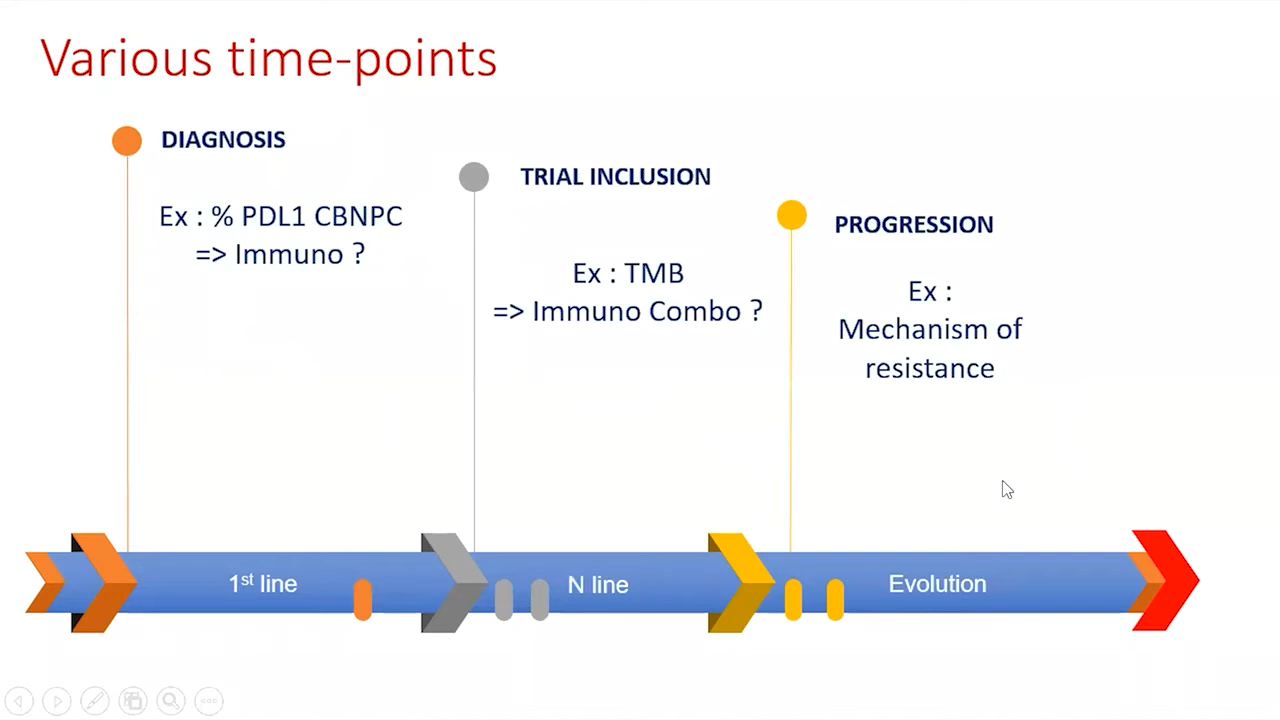 Various time-points
DIAGNOSIS
Ex : % PDL1 CBNPC
=> Immuno ?
TRIAL INCLUSION
Ex : TMB
=> Immuno Combo ?
PROGRESSION
Ex :
Mechanism of
resistance
1st line
N line
Evolution